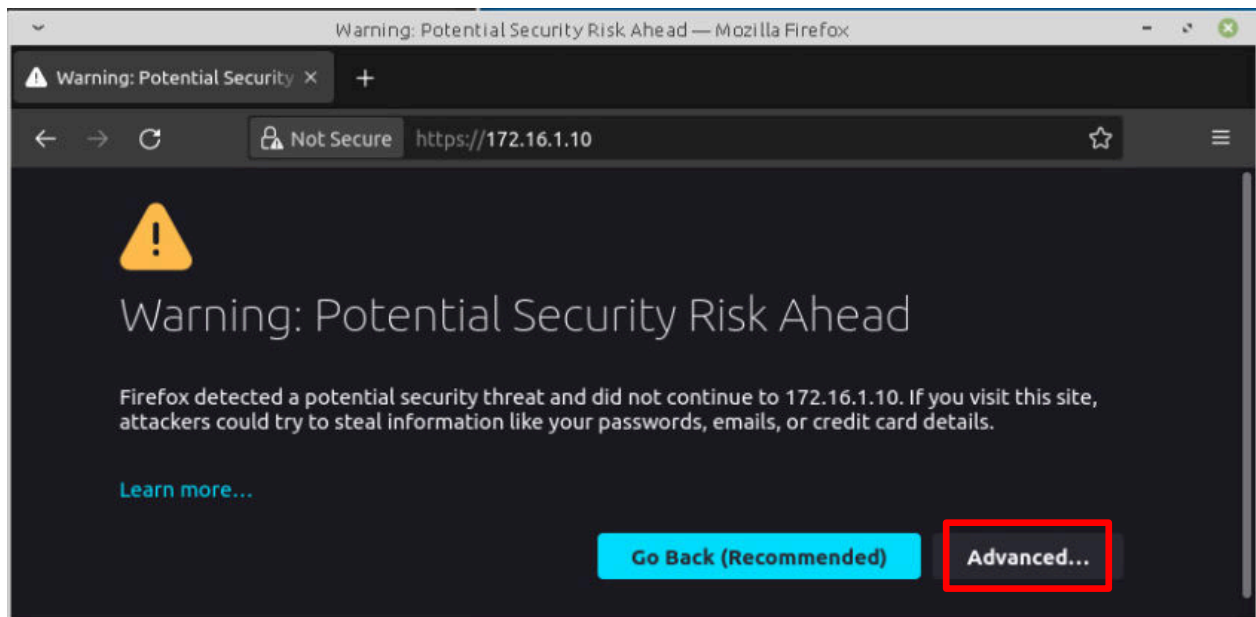 Warning: Potential Security Risk Ahead — Mozilla Firefox
Warning: Potential Security
Not Secure https://172.16.1.10
Warning: Potential Security Risk Ahead
Firefox detected a potential security threat and did not continue to 172.16.1.10. If you visit this site,
attackers could try to steal information like your passwords, emails, or credit card details.
Learn more...
Go Back (Recommended) Advanced...